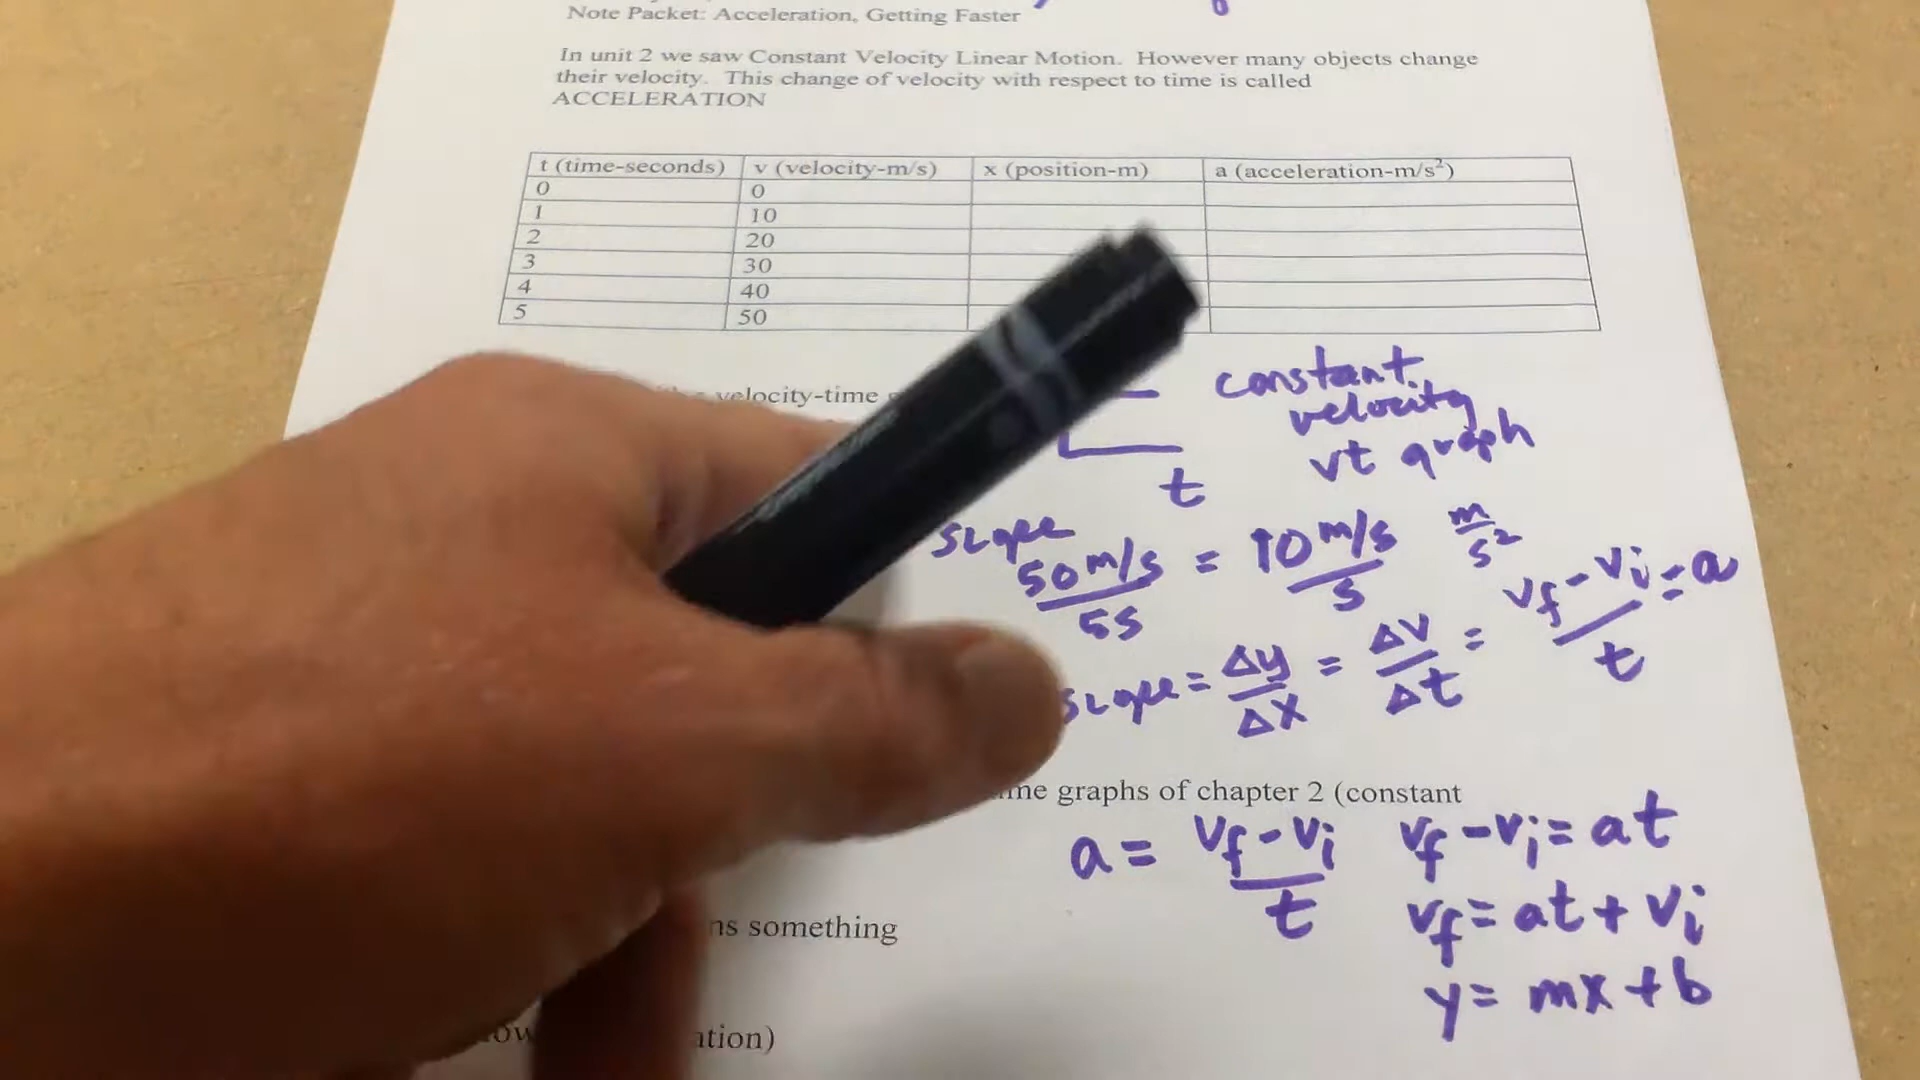 Note Packet: Acceleration, Getting Faster
In unit 2 we saw Constant Velocity Linear Motion. However many objects change
their velocity. This change of velocity with respect to time is called
ACCELERATION
t (time-seconds) v (velocity-m/s) x (position-m) a (acceleration-m/s²)
0 0
1 10
2 20
3 30
4 40
5 50
velocity-time
constant
velocity
vt graph
t
slope
50 m/s / 5s = 10 m/s / s m/s²
slope = Δy/Δx = Δv/Δt = vf - vi / t = a
graphs of chapter 2 (constant
a = vf - vi / t vf - vi = at
vf = at + vi
something
y = mx + b